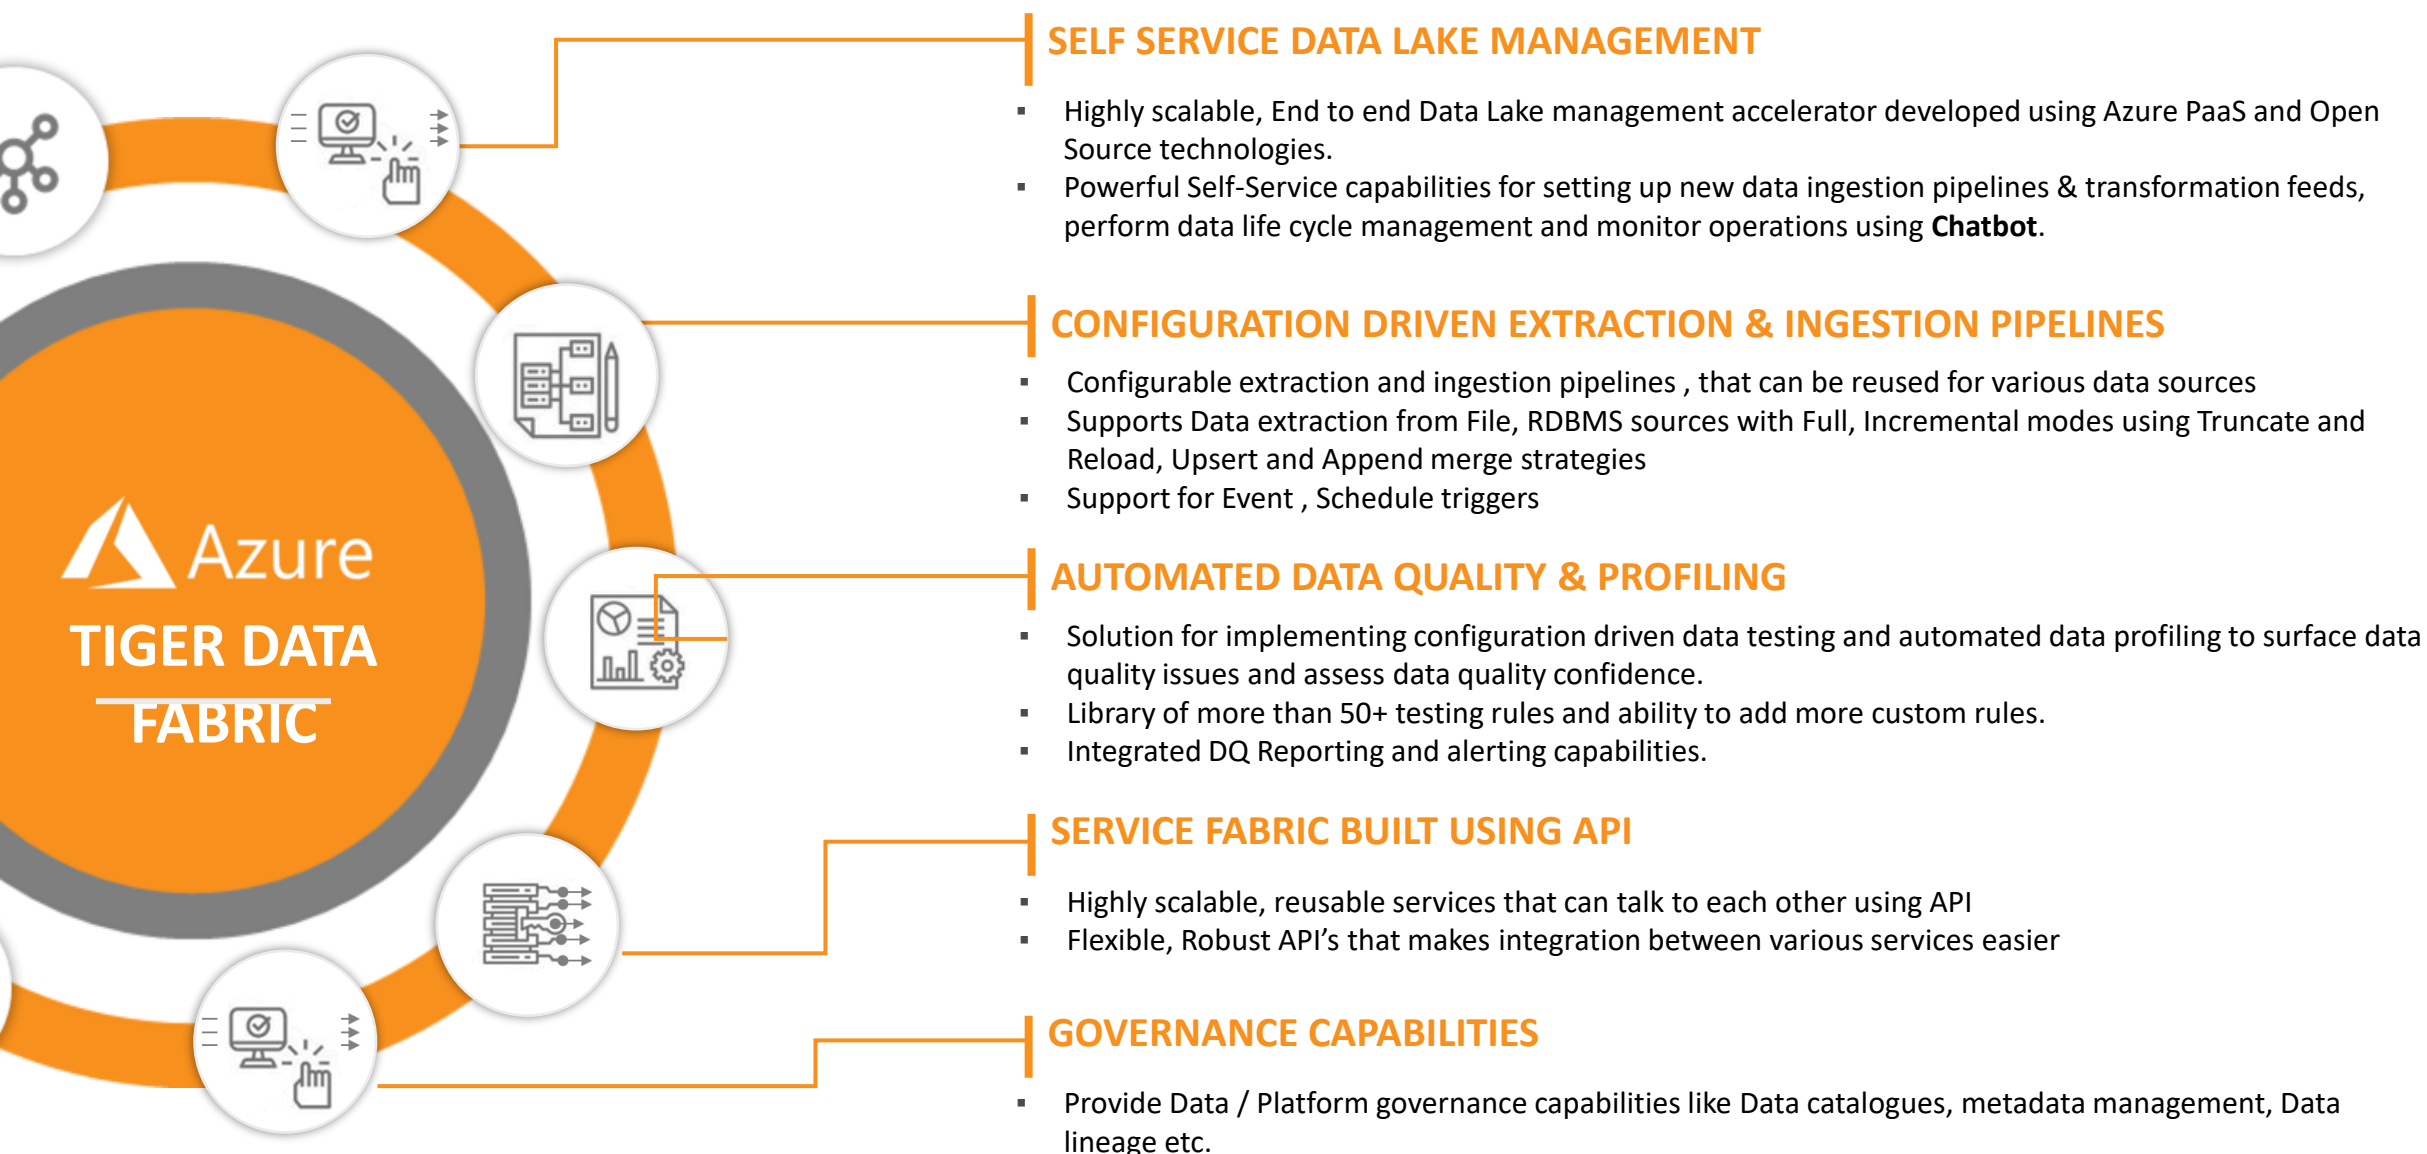 Azure
TIGER DATA
FABRIC
SELF SERVICE DATA LAKE MANAGEMENT
▪ Highly scalable, End to end Data Lake management accelerator developed using Azure PaaS and Open
Source technologies.
▪ Powerful Self-Service capabilities for setting up new data ingestion pipelines & transformation feeds,
perform data life cycle management and monitor operations using Chatbot.
CONFIGURATION DRIVEN EXTRACTION & INGESTION PIPELINES
▪ Configurable extraction and ingestion pipelines , that can be reused for various data sources
▪ Supports Data extraction from File, RDBMS sources with Full, Incremental modes using Truncate and
Reload, Upsert and Append merge strategies
▪ Support for Event , Schedule triggers
AUTOMATED DATA QUALITY & PROFILING
▪ Solution for implementing configuration driven data testing and automated data profiling to surface data
quality issues and assess data quality confidence.
▪ Library of more than 50+ testing rules and ability to add more custom rules.
▪ Integrated DQ Reporting and alerting capabilities.
SERVICE FABRIC BUILT USING API
▪ Highly scalable, reusable services that can talk to each other using API
▪ Flexible, Robust API’s that makes integration between various services easier
GOVERNANCE CAPABILITIES
▪ Provide Data / Platform governance capabilities like Data catalogues, metadata management, Data
lineage etc.